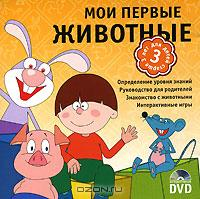 МОИ ПЕРВЫЕ
ЖИВОТНЫЕ
3
Определение уровня знаний
Руководство для родителей
Знакомство с животными
Интерактивные игры
OZON.RU
DVD